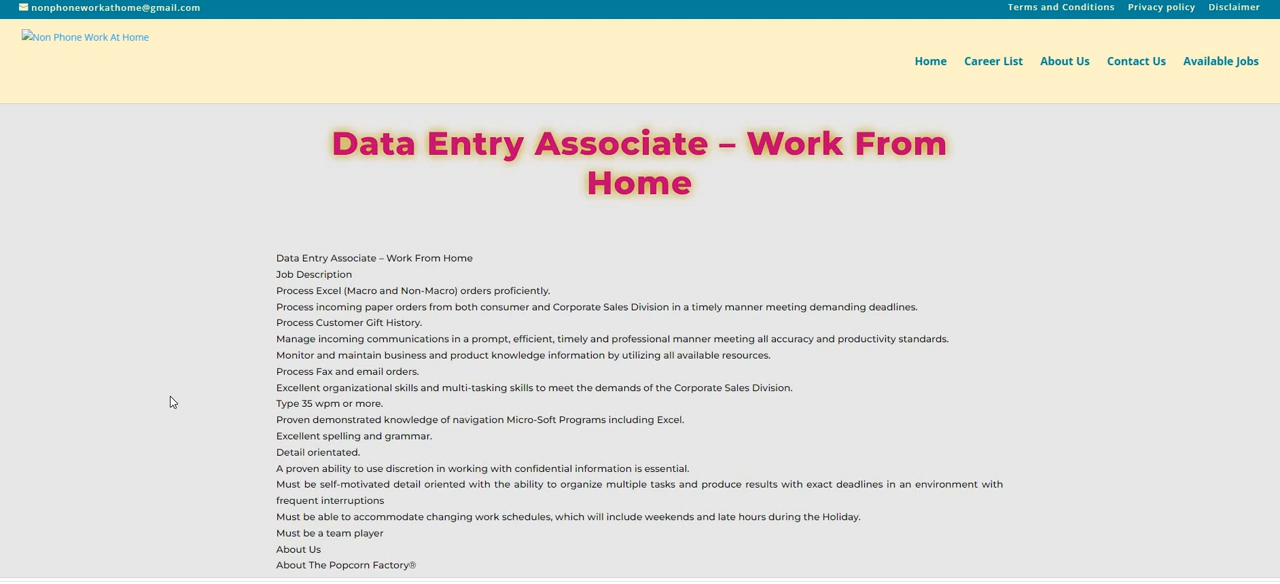 nonphoneworkathome@gmail.com
Terms and Conditions Privacy policy Disclaimer
Non Phone Work At Home
Home Career List About Us Contact Us Available Jobs
Data Entry Associate – Work From
Home
Data Entry Associate – Work From Home
Job Description
Process Excel (Macro and Non-Macro) orders proficiently.
Process incoming paper orders from both consumer and Corporate Sales Division in a timely manner meeting demanding deadlines.
Process Customer Gift History.
Manage incoming communications in a prompt, efficient, timely and professional manner meeting all accuracy and productivity standards.
Monitor and maintain business and product knowledge information by utilizing all available resources.
Process Fax and email orders.
Excellent organizational skills and multi-tasking skills to meet the demands of the Corporate Sales Division.
Type 35 wpm or more.
Proven demonstrated knowledge of navigation Micro-Soft Programs including Excel.
Excellent spelling and grammar.
Detail orientated.
A proven ability to use discretion in working with confidential information is essential.
Must be self-motivated detail oriented with the ability to organize multiple tasks and produce results with exact deadlines in an environment with
frequent interruptions
Must be able to accommodate changing work schedules, which will include weekends and late hours during the Holiday.
Must be a team player
About Us
About The Popcorn Factory®